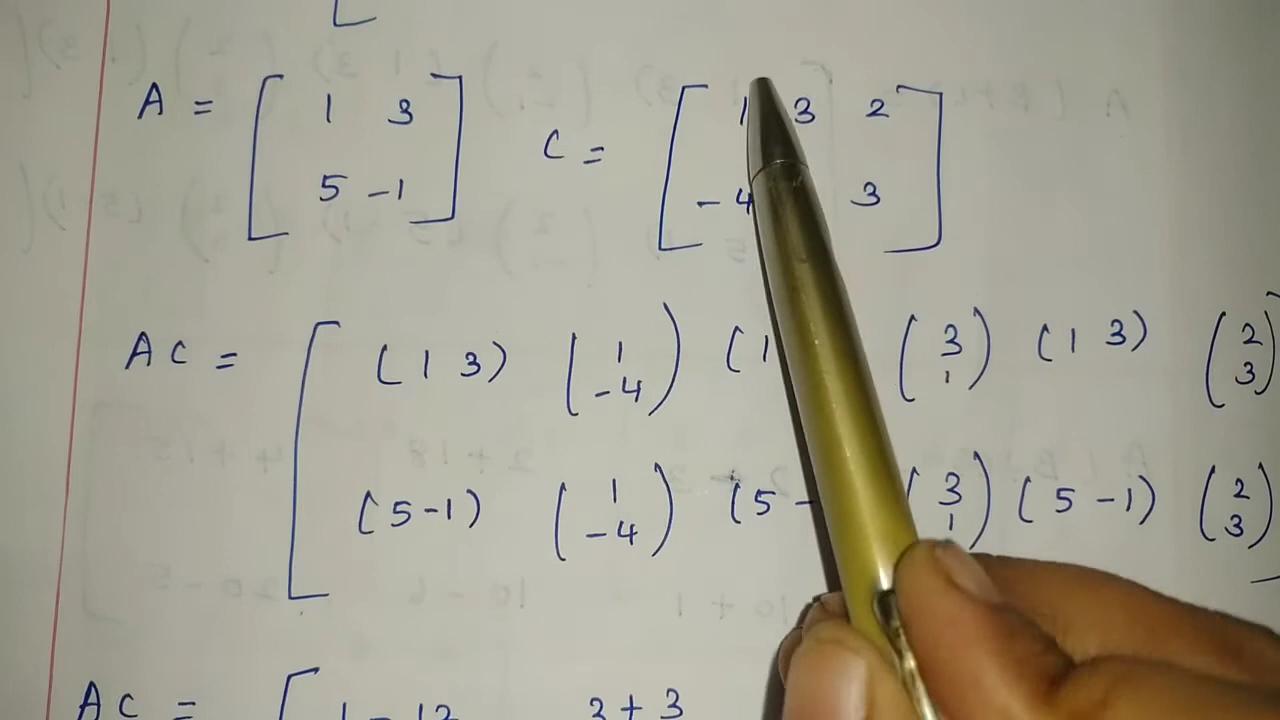 A = [ 1 3 C = [ 1 3 2 ]
5 -1 ] -4 3
AC = [ (1 3) (1 -4) (1 (3 1) (1 3) (2 3)
(5 -1) (1 -4) (5 - (3 1) (5 -1) (2 3)
AC = [ 1 - 12 3 + 3